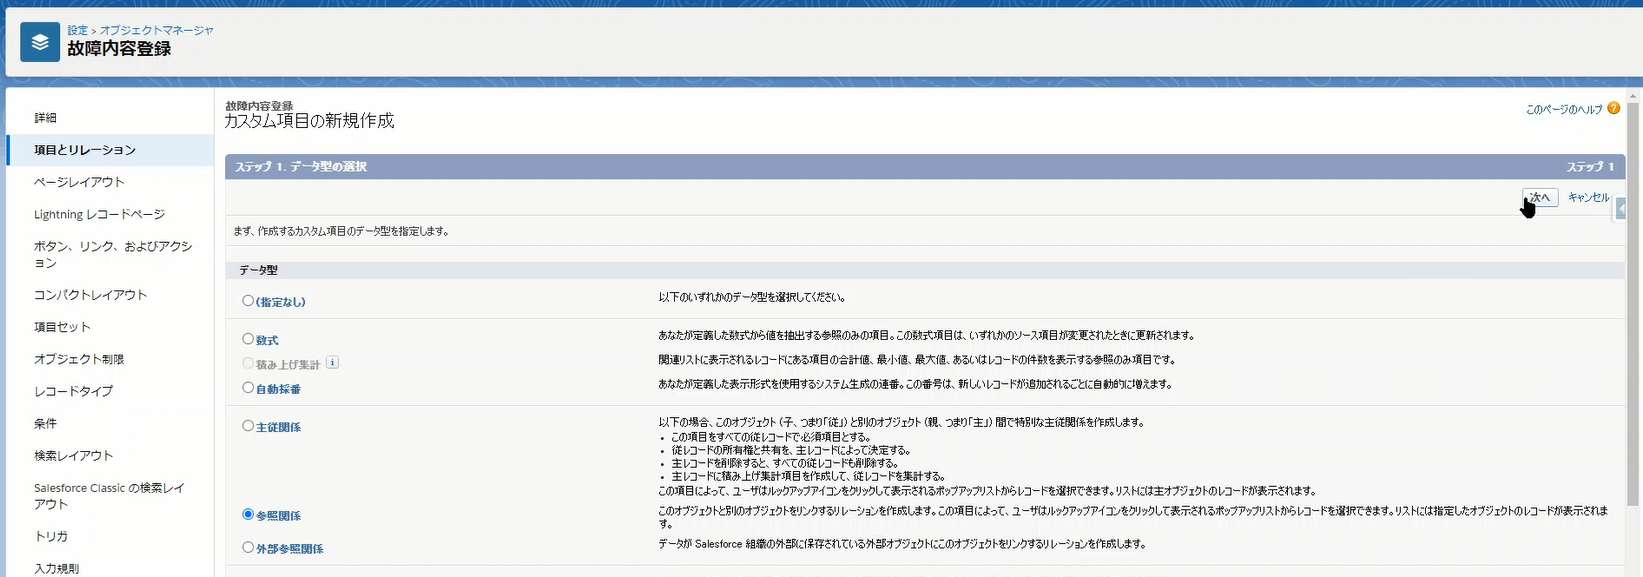 設定 > オブジェクトマネージャ
故障内容登録
詳細
項目とリレーション
ページレイアウト
Lightning レコードページ
ボタン、リンク、およびアクシ
ョン
コンパクトレイアウト
項目セット
オブジェクト制限
レコードタイプ
条件
検索レイアウト
Salesforce Classic の検索レイ
アウト
トリガ
入力規則
故障内容登録
カスタム項目の新規作成
このページのヘルプ ?
ステップ 1. データ型の選択
ステップ 1
次へ
キャンセル
まず、作成するカスタム項目のデータ型を指定します。
データ型
(指定なし)
以下のいずれかのデータ型を選択してください。
数式
あなたが定義した数式から値を抽出する参照のみの項目。この数式項目は、いずれかのソース項目が変更されたときに更新されます。
積み上げ集計 i
関連リストに表示されるレコードにある項目の合計値、最小値、最大値、あるいはレコードの件数を表示する参照のみ項目です。
自動採番
あなたが定義した表示形式を使用するシステム生成の連番。この番号は、新しいレコードが追加されるごとに自動的に増えます。
主従関係
以下の場合、このオブジェクト (子、つまり「従」) と別のオブジェクト (親、つまり「主」) 間で特別な主従関係を作成します。
• この項目をすべての従レコードで必須項目とする。
• 従レコードの所有権と共有を、主レコードによって決定する。
• 主レコードを削除すると、すべての従レコードも削除する。
• 主レコードに積み上げ集計項目を作成して、従レコードを集計する。
この項目によって、ユーザはルックアップアイコンをクリックして表示されるポップアップリストからレコードを選択できます。リストには主オブジェクトのレコードが表示されます。
参照関係
このオブジェクトと別のオブジェクトをリンクするリレーションを作成します。この項目によって、ユーザはルックアップアイコンをクリックして表示されるポップアップリストからレコードを選択できます。リストには指定したオブジェクトのレコードが表示されま
す。
外部参照関係
データが Salesforce 組織の外部に保存されている外部オブジェクトにこのオブジェクトをリンクするリレーションを作成します。